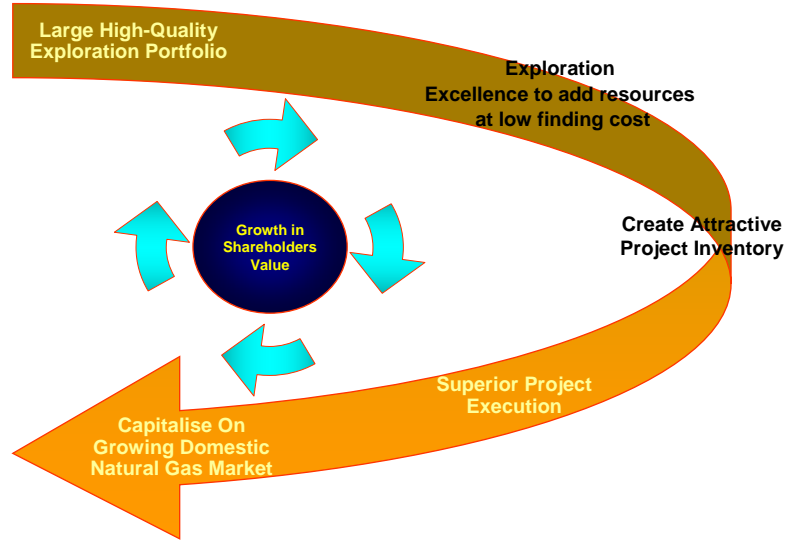 Large High-Quality
Exploration Portfolio
Exploration
Excellence to add resources
at low finding cost
Create Attractive
Project Inventory
Growth in
Shareholders
Value
Superior Project
Execution
Capitalise On
Growing Domestic
Natural Gas Market